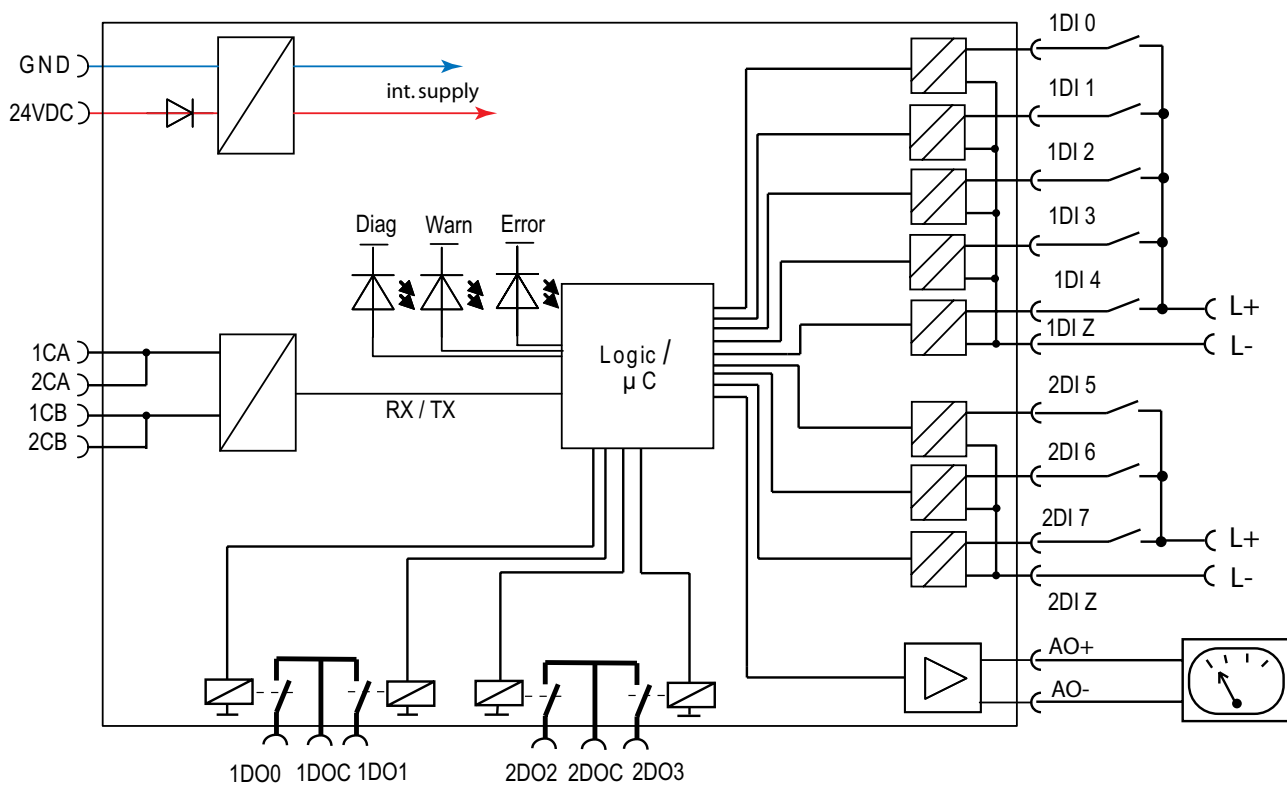 GND
24VDC
int. supply
Diag Warn Error
1CA
2CA
1CB
2CB
RX / TX
Logic /
µ C
1DI 0
1DI 1
1DI 2
1DI 3
1DI 4
1DI Z
L+
L-
2DI 5
2DI 6
2DI 7
2DI Z
L+
L-
AO+
AO-
1DO0 1DOC 1DO1
2DO2 2DOC 2DO3